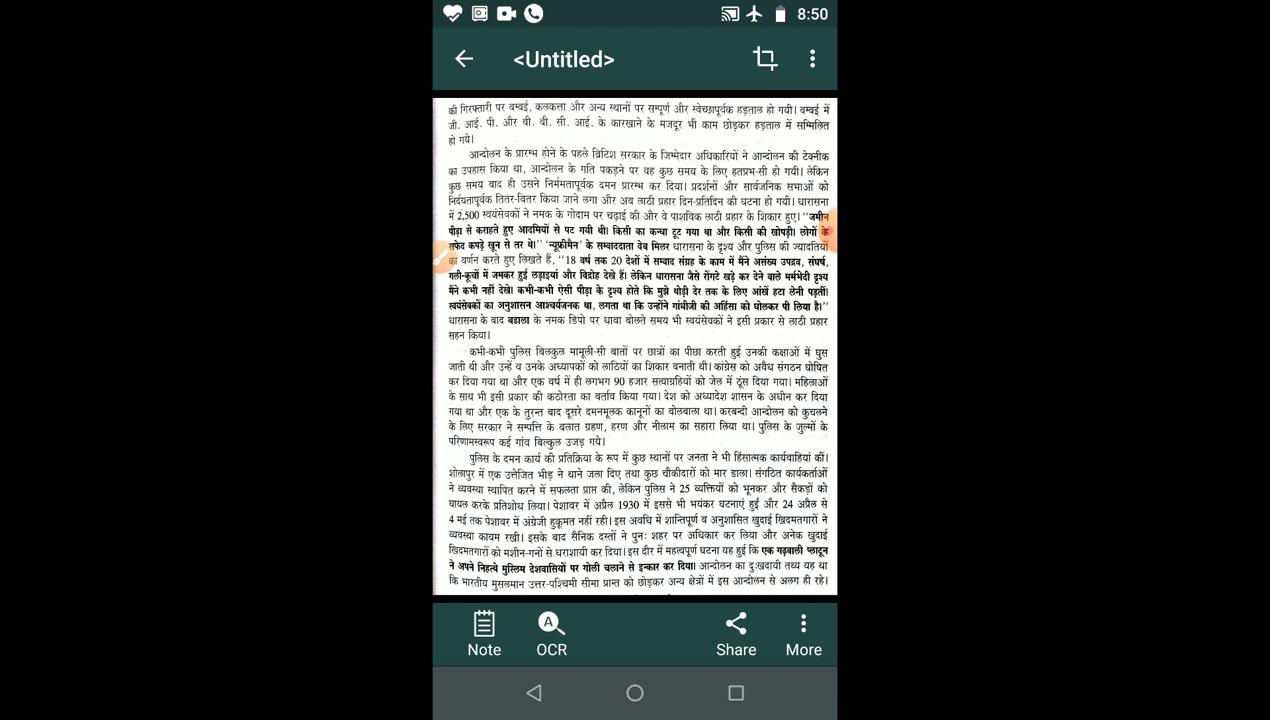 8:50
<Untitled>
की गिरफ्तारी पर बम्बई, कलकत्ता और अन्य स्थानों पर सम्पूर्ण और स्वेच्छापूर्वक हड़ताल हो गयी। बम्बई में
जी. आई. पी. और बी. बी. सी. आई. के कारखाने के मजदूर भी काम छोड़कर हड़ताल में सम्मिलित
हो गये।
आन्दोलन के प्रारम्भ होने के पहले ब्रिटिश सरकार के जिम्मेदार अधिकारियों ने आन्दोलन की टेक्नीक
का उपहास किया था, आन्दोलन के गति पकड़ने पर वह कुछ समय के लिए हतप्रभ-सी हो गयी। लेकिन
कुछ समय बाद ही उसने निर्ममतापूर्वक दमन प्रारम्भ कर दिया। प्रदर्शनों और सार्वजनिक सभाओं को
निर्दयतापूर्वक तितर-बितर किया जाने लगा और अब लाठी प्रहार दिन-प्रतिदिन की घटना हो गयी। धारासना
में 2,500 स्वयंसेवकों ने नमक के गोदाम पर चढ़ाई की और वे पाशविक लाठी प्रहार के शिकार हुए। “जमीन
पीड़ा से कराहते हुए आदमियों से पट गयी थी। किसी का कन्धा टूट गया था और किसी की खोपड़ी। लोगों के
सफेद कपड़े खून से तर थे।” ‘न्यूफ्रीमैन’ के सम्वाददाता वेब मिलर धारासना के दृश्य और पुलिस की ज्यादतियों
का वर्णन करते हुए लिखते हैं, “18 वर्ष तक 20 देशों में सम्वाद संग्रह के काम में मैंने असंख्य उपद्रव, संघर्ष,
गली-कूचों में जमकर हुई लड़ाइयां और विद्रोह देखे हैं। लेकिन धारासना जैसे रोंगटे खड़े कर देने वाले मर्मभेदी दृश्य
मैंने कभी नहीं देखे। कभी-कभी ऐसी पीड़ा के दृश्य होते कि मुझे थोड़ी देर तक के लिए आंखें हटा लेनी पड़तीं।
स्वयंसेवकों का अनुशासन आश्चर्यजनक था, लगता था कि उन्होंने गांधीजी की अहिंसा को घोलकर पी लिया है।”
धारासना के बाद बडाला के नमक डिपो पर धावा बोलते समय भी स्वयंसेवकों ने इसी प्रकार से लाठी प्रहार
सहन किया।
कभी-कभी पुलिस बिलकुल मामूली-सी बातों पर छात्रों का पीछा करती हुई उनकी कक्षाओं में घुस
जाती थी और उन्हें व उनके अध्यापकों को लाठियों का शिकार बनाती थी। कांग्रेस को अवैध संगठन घोषित
कर दिया गया था और एक वर्ष में ही लगभग 90 हजार सत्याग्रहियों को जेल में ठूंस दिया गया। महिलाओं
के साथ भी इसी प्रकार की कठोरता का बर्ताव किया गया। देश को अध्यादेश शासन के अधीन कर दिया
गया था और एक के तुरन्त बाद दूसरे दमनमूलक कानूनों का बोलबाला था। करबन्दी आन्दोलन को कुचलने
के लिए सरकार ने सम्पत्ति के बलात ग्रहण, हरण और नीलाम का सहारा लिया था। पुलिस के जुल्मों के
परिणामस्वरूप कई गांव बिल्कुल उजड़ गये।
पुलिस के दमन कार्य की प्रतिक्रिया के रूप में कुछ स्थानों पर जनता ने भी हिंसात्मक कार्यवाहियां कीं।
शोलापुर में एक उत्तेजित भीड़ ने थाने जला दिए तथा कुछ चौकीदारों को मार डाला। संगठित कार्यकर्ताओं
ने व्यवस्था स्थापित करने में सफलता प्राप्त की, लेकिन पुलिस ने 25 व्यक्तियों को भूनकर और सैकड़ों को
घायल करके प्रतिशोध लिया। पेशावर में अप्रैल 1930 में इससे भी भयंकर घटनाएं हुईं और 24 अप्रैल से
4 मई तक पेशावर में अंग्रेजी हुकूमत नहीं रही। इस अवधि में शान्तिपूर्ण व अनुशासित खुदाई खिदमतगारों ने
व्यवस्था कायम रखी। इसके बाद सैनिक दस्तों ने पुनः शहर पर अधिकार कर लिया और अनेक खुदाई
खिदमतगारों को मशीन-गनों से धराशायी कर दिया। इस दौर में महत्वपूर्ण घटना यह हुई कि एक गढ़वाली प्लाटून
ने अपने निहत्थे मुस्लिम देशवासियों पर गोली चलाने से इन्कार कर दिया। आन्दोलन का दुःखदायी तथ्य यह था
कि भारतीय मुसलमान उत्तर-पश्चिमी सीमा प्रान्त को छोड़कर अन्य क्षेत्रों में इस आन्दोलन से अलग ही रहे।
Note OCR Share More